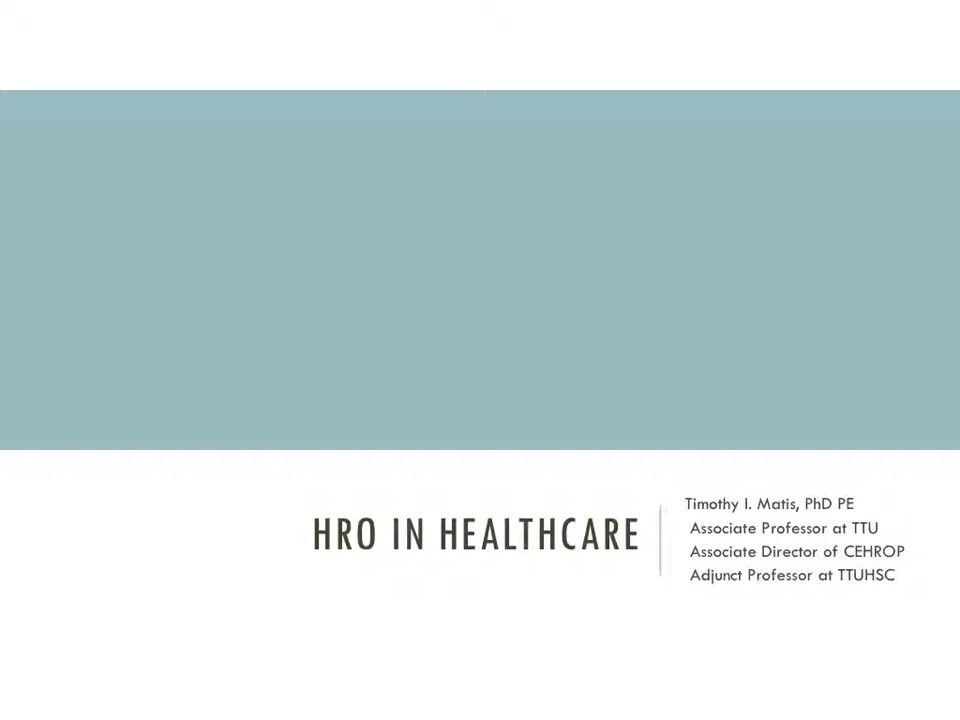 HRO IN HEALTHCARE
Timothy I. Matis, PhD PE
Associate Professor at TTU
Associate Director of CEHROP
Adjunct Professor at TTUHSC